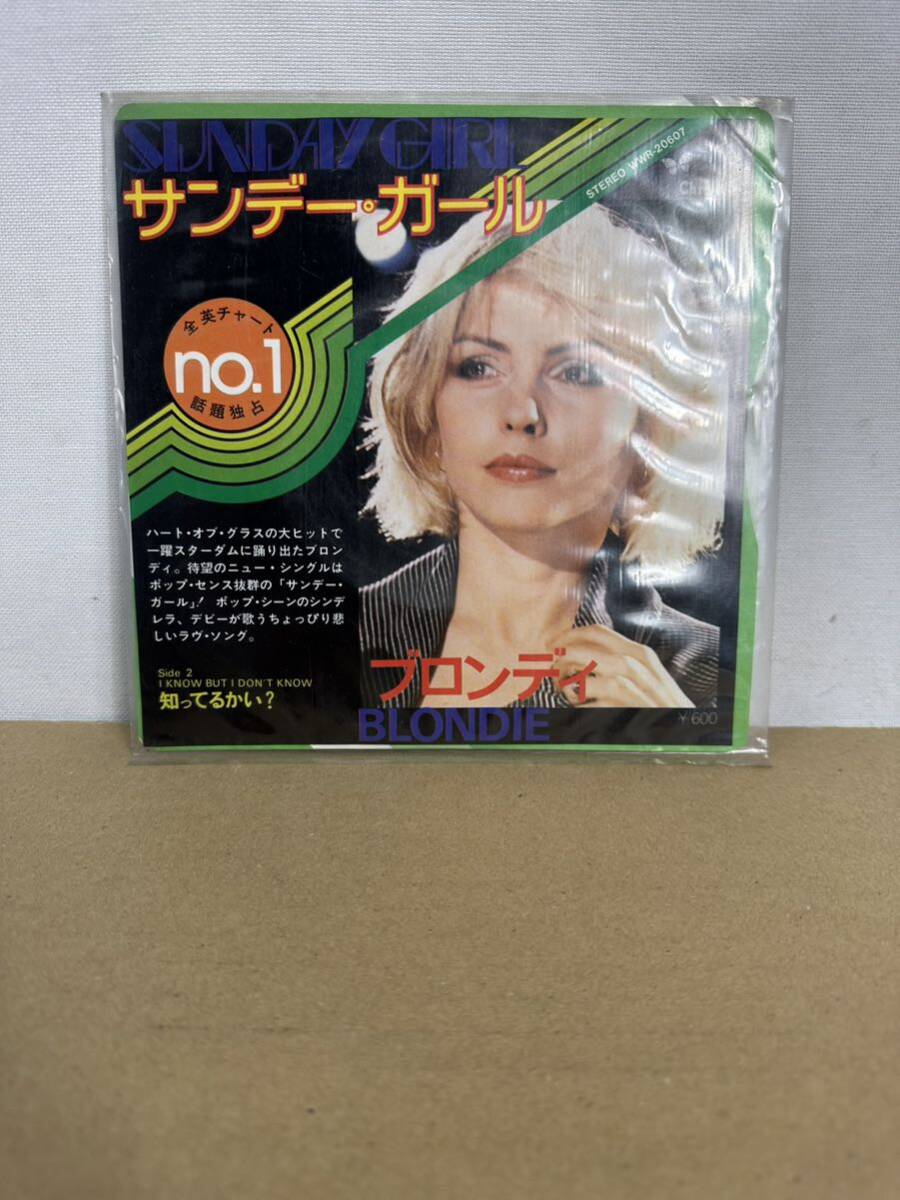 SUNDAY GIRL
サンデー・ガール
STEREO WWR-20607
全英チャート
no.1
話題独占
ハート・オブ・グラスの大ヒットで
一躍スターダムに踊り出たブロン
ディ。待望のニュー・シングルは
ポップ・センス抜群の「サンデー・
ガール」! ポップ・シーンのシンデ
レラ、デビーが歌うちょっぴり悲
しいラヴ・ソング。
Side 2
I KNOW BUT I DON'T KNOW
知ってるかい?
ブロンディ
BLONDIE
¥600